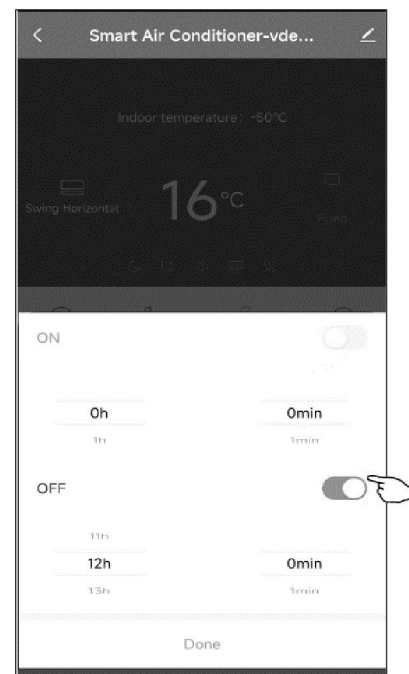 Smart Air Conditioner-vde...
Indoor temperature: -50°C
16°C
Swing Horizontal
ON
0h 0min
1h 1min
OFF
11h
12h 0min
13h 1min
Done